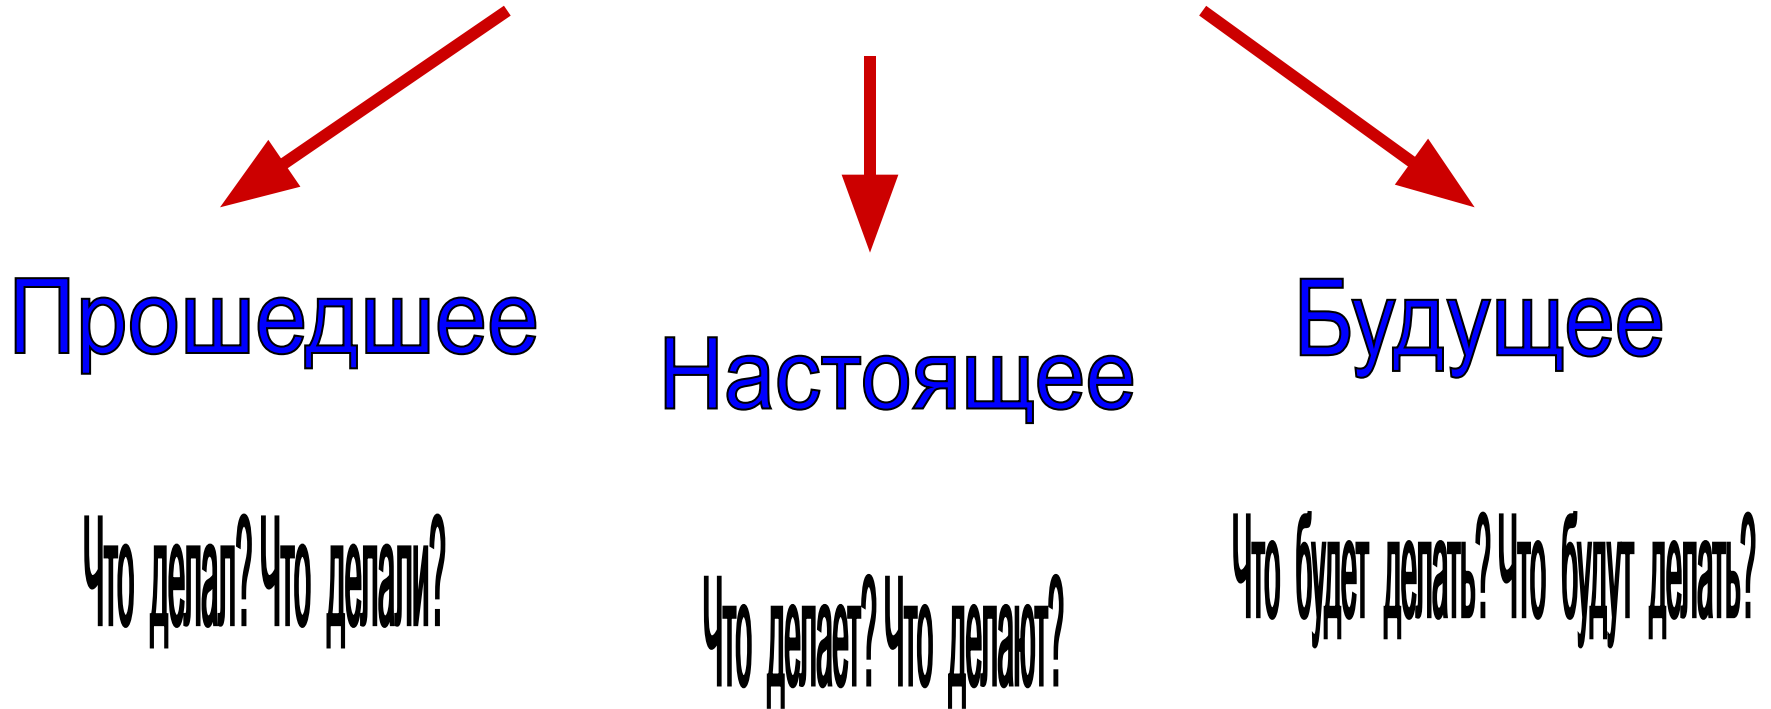 Прошедшее
Настоящее
Будущее
Что делал? Что делали?
Что делает? Что делают?
Что будет делать? Что будут делать?